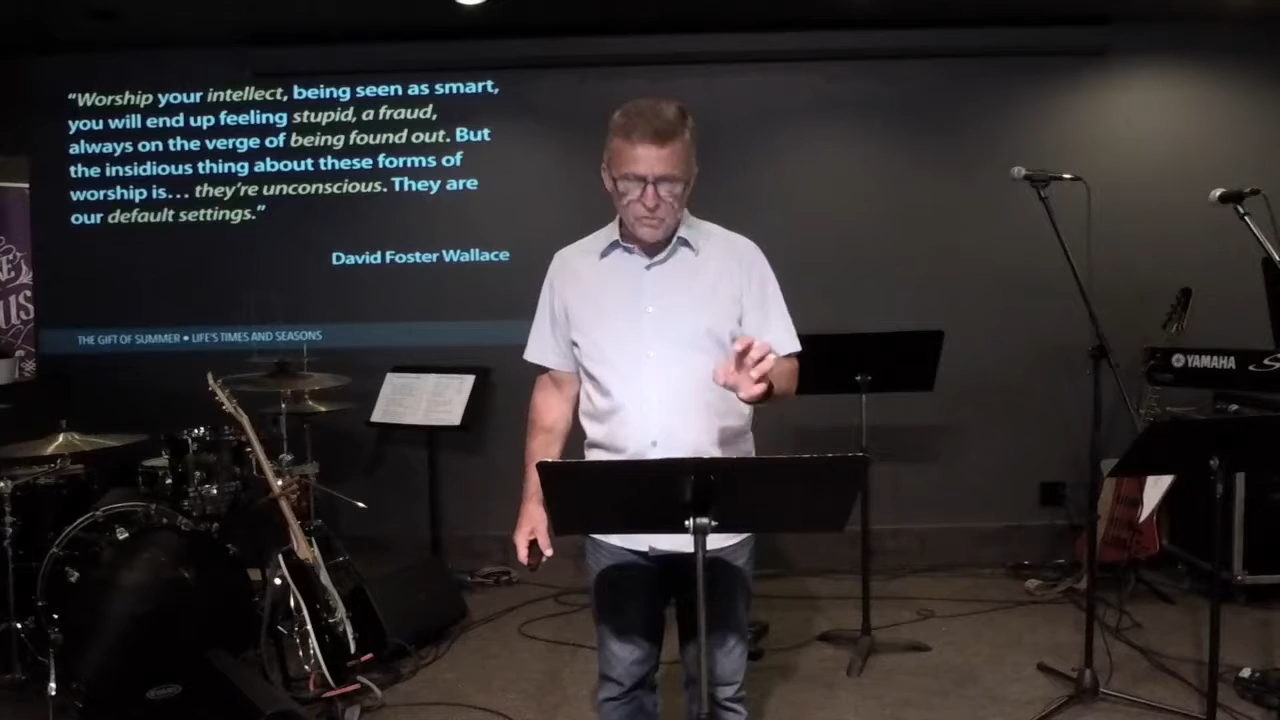 “Worship your intellect, being seen as smart,
you will end up feeling stupid, a fraud,
always on the verge of being found out. But
the insidious thing about these forms of
worship is… they’re unconscious. They are
our default settings.”
David Foster Wallace
THE GIFT OF SUMMER • LIFE’S TIMES AND SEASONS
US
YAMAHA